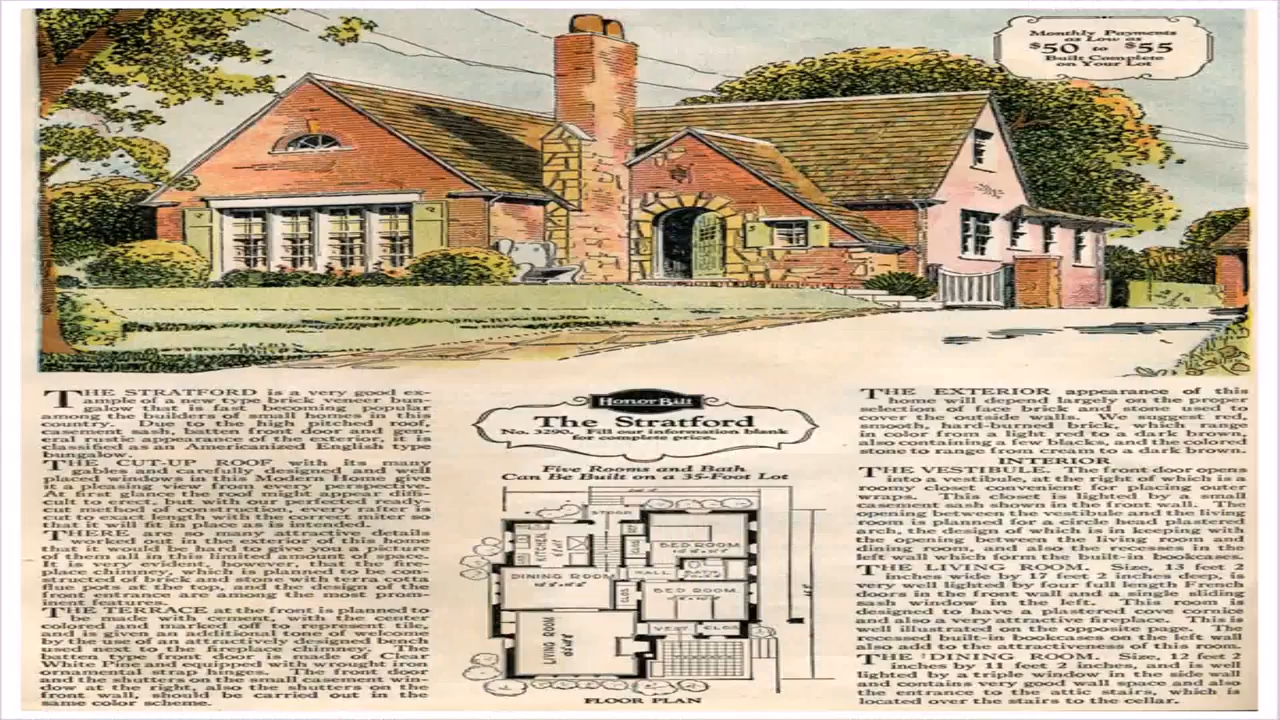 Monthly Payments
as Low as
$50 to $55
Built Complete
on Your Lot
THE STRATFORD is a very good ex-
ample of a new type brick veneer bun-
galow that is fast becoming popular
among the builders of small homes in this
country. Due to the high pitched roof,
casement sash, batten front door and gen-
eral rustic appearance of the exterior, it is
classified as an Americanized English type
bungalow.
THE CUT-UP ROOF with its many
gables and carefully designed and well
placed windows in this Modern Home give
it a pleasing view from every perspective.
At first glance the roof might appear diffi-
cult to erect, but with our perfected ready-
cut method of construction, every rafter is
cut to exact length with the correct miter so
that it will fit in place as is intended.
THERE are so many attractive details
worked out in the exterior of this home
that it would be hard to give you a picture
of them all in this limited amount of space.
It is very evident, however, that the fire-
place chimney, which is planned to be con-
structed of brick and stone with terra cotta
flue pots at the top, and the design of the
front entrance are among the most prom-
inent features.
THE TERRACE at the front is planned to
be made with cement, with the center
colored and marked off to represent tile,
and is given an additional tone of welcome
by the use of an attractively designed bench
used next to the fireplace chimney. The
batten type front door is made of Clear
White Pine and equipped with wrought iron
ornamental strap hinges. The front door
and the shutters on the small casement win-
dow at the right, also the shutters on the
front wall, should be carried out in the
same color scheme.
Honor Bilt
The Stratford
No. 3290. Fill our information blank
for complete price.
Five Rooms and Bath
Can Be Built on a 35-Foot Lot
KITCHEN
BED ROOM
DINING ROOM
HALL
BED ROOM
CLOS
VEST
CLOS
LIVING ROOM
FLOOR PLAN
THE EXTERIOR appearance of this
home will depend largely on the proper
selection of face brick and stone used to
cover the outside walls. We suggest red,
smooth, hard-burned brick, which range
in color from a light red to a dark brown,
also containing a few blacks, and the colored
stone to range from cream to a dark brown.
INTERIOR
THE VESTIBULE. The front door opens
into a vestibule, at the right of which is a
roomy closet convenient for placing outer
wraps. This closet is lighted by a small
casement sash shown in the front wall. The
opening between the vestibule and the living
room is planned for a circle head plastered
arch, the design of which is in keeping with
the opening between the living room and
dining room, and also the recesses in the
left wall which form the built-in bookcases.
THE LIVING ROOM. Size, 13 feet 2
inches wide by 17 feet 2 inches deep, is
very well lighted by four full length French
doors in the front wall and a single sliding
sash window in the left. This room is
designed to have a plastered cove cornice
and also a very attractive fireplace. This is
well illustrated on the opposite page. The
recessed built-in bookcases on the left wall
also add to the attractiveness of this room.
THE DINING ROOM. Size, 12 feet 2
inches by 11 feet 2 inches, and is well
lighted by a triple window in the side wall
and contains very good wall space and also
the entrance to the attic stairs, which is
located over the stairs to the cellar.